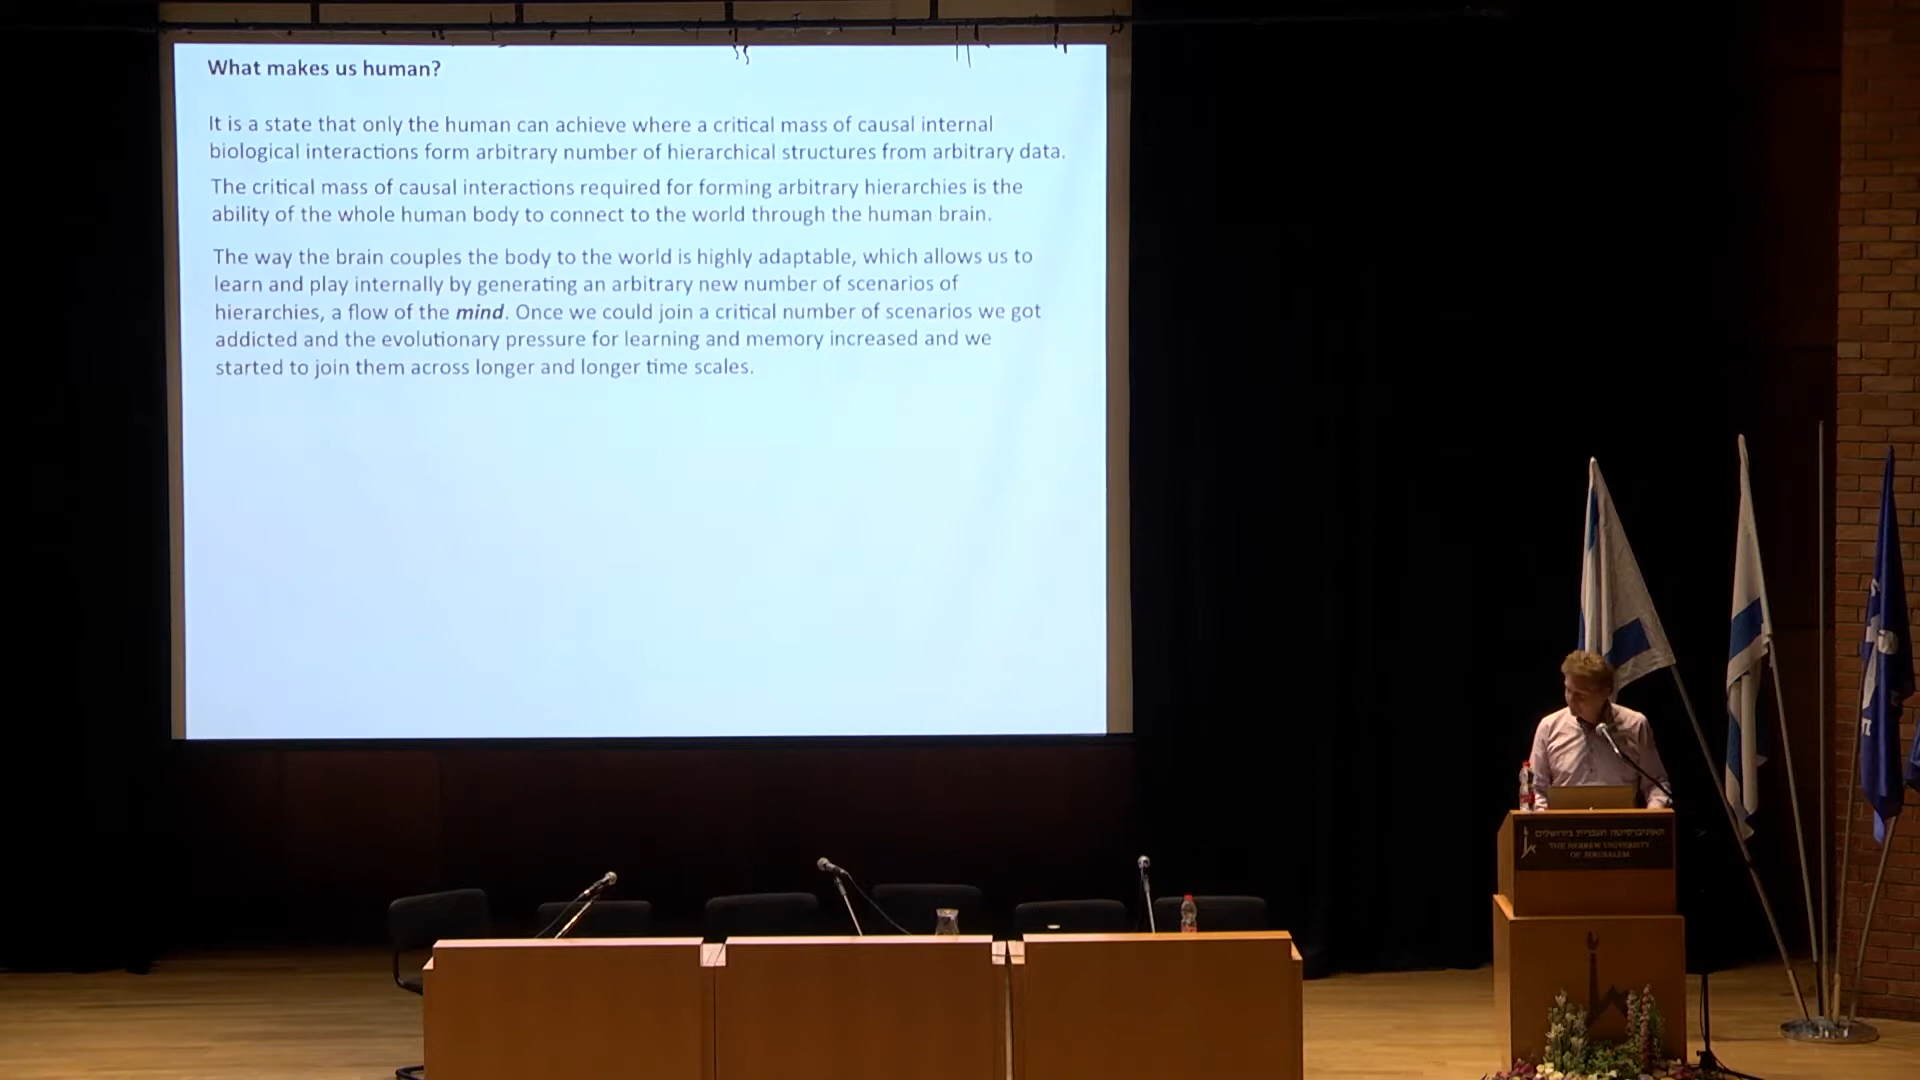 What makes us human?
It is a state that only the human can achieve where a critical mass of causal internal
biological interactions form arbitrary number of hierarchical structures from arbitrary data.
The critical mass of causal interactions required for forming arbitrary hierarchies is the
ability of the whole human body to connect to the world through the human brain.
The way the brain couples the body to the world is highly adaptable, which allows us to
learn and play internally by generating an arbitrary new number of scenarios of
hierarchies, a flow of the mind. Once we could join a critical number of scenarios we got
addicted and the evolutionary pressure for learning and memory increased and we
started to join them across longer and longer time scales.
האוניברסיטה העברית בירושלים
THE HEBREW UNIVERSITY
OF JERUSALEM